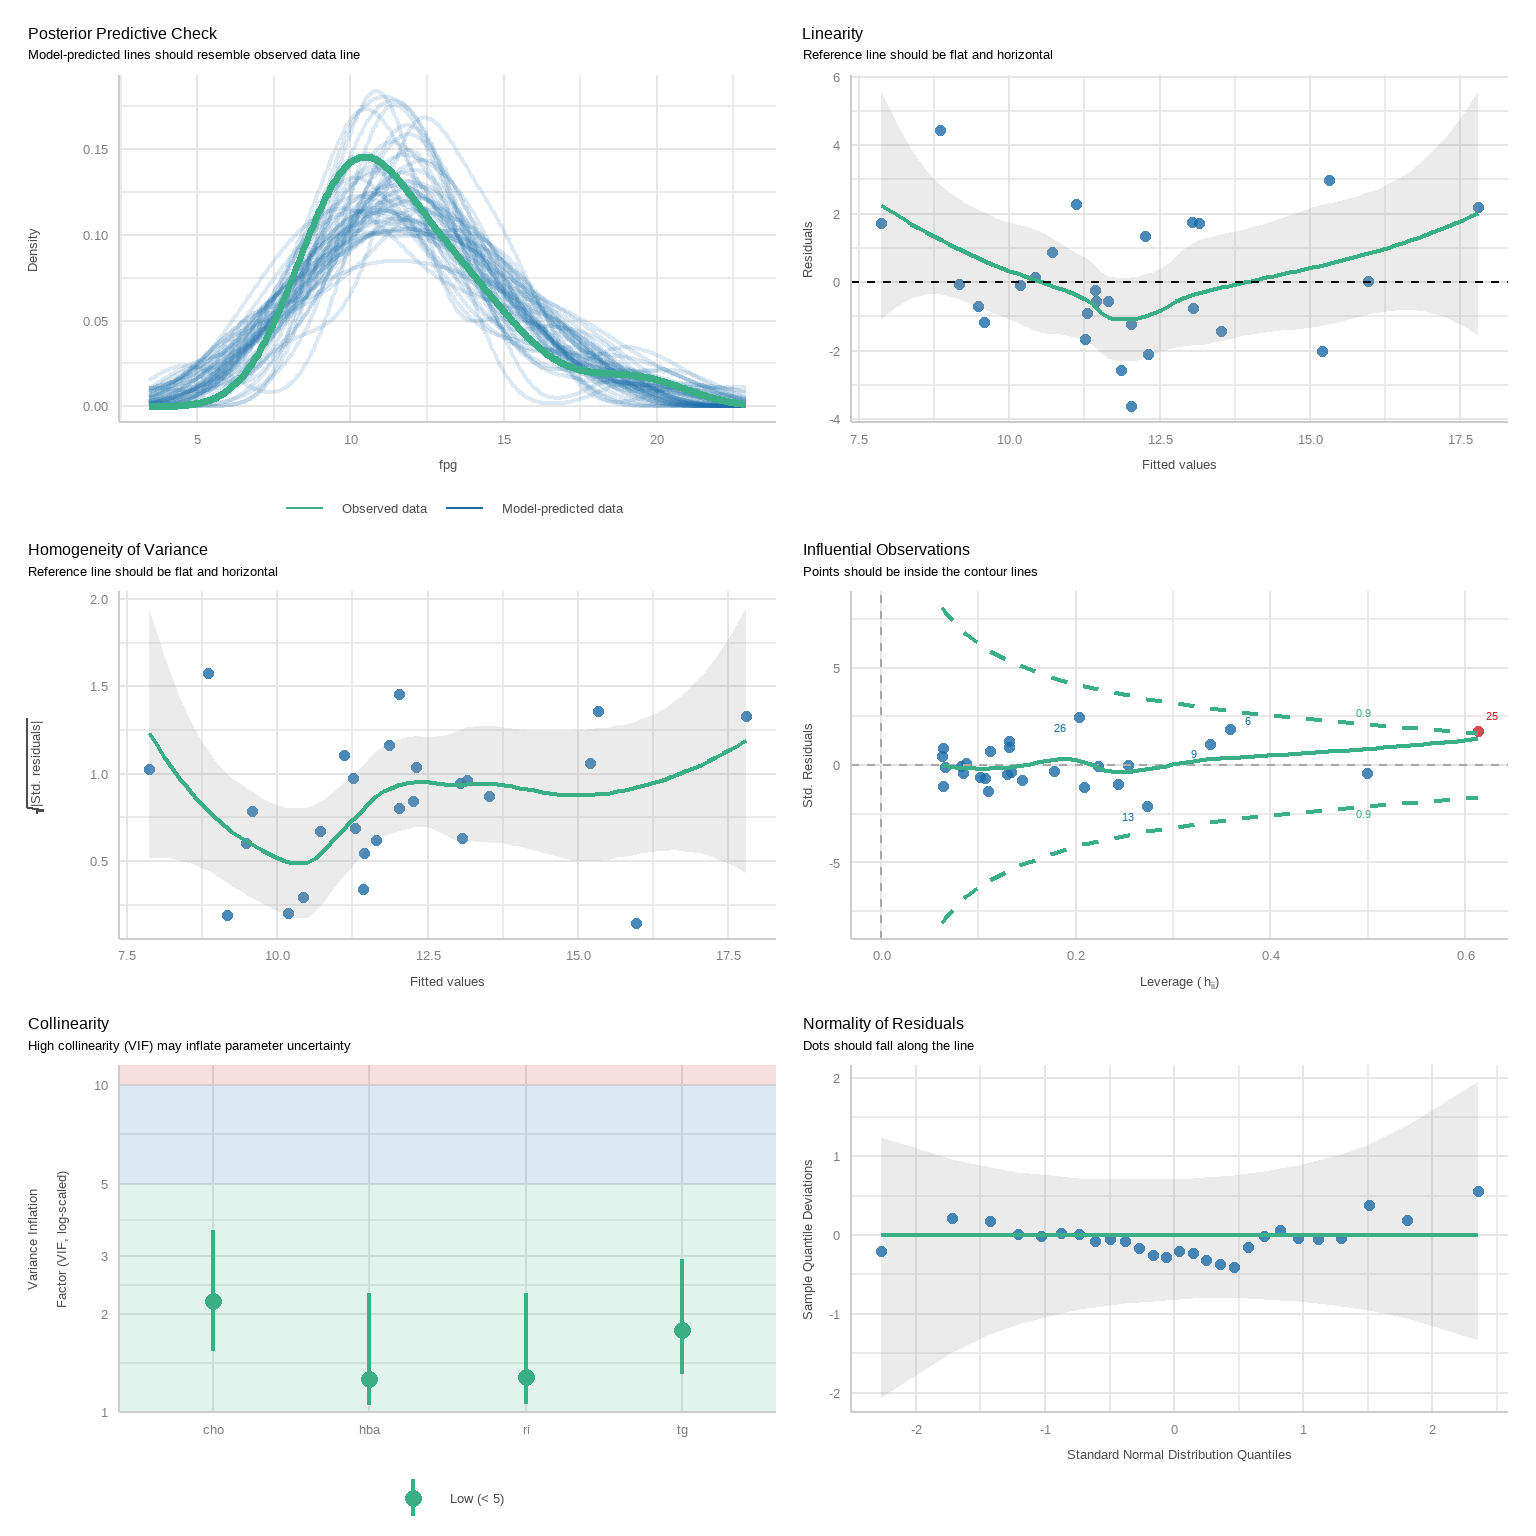 Posterior Predictive Check
Model-predicted lines should resemble observed data line
Density
0.15
0.10
0.05
0.00
5 10 15 20
fpg
Observed data Model-predicted data
Linearity
Reference line should be flat and horizontal
Residuals
6
4
2
0
-2
-4
7.5 10.0 12.5 15.0 17.5
Fitted values
Homogeneity of Variance
Reference line should be flat and horizontal
√|Std. residuals|
2.0
1.5
1.0
0.5
7.5 10.0 12.5 15.0 17.5
Fitted values
Influential Observations
Points should be inside the contour lines
Std. Residuals
5
0
-5
0.9
25
26
6
9
13
0.9
0.0 0.2 0.4 0.6
Leverage (hii)
Collinearity
High collinearity (VIF) may inflate parameter uncertainty
Variance Inflation
Factor (VIF, log-scaled)
10
5
3
2
1
cho hba ri tg
Low (< 5)
Normality of Residuals
Dots should fall along the line
Sample Quantile Deviations
2
1
0
-1
-2
-2 -1 0 1 2
Standard Normal Distribution Quantiles